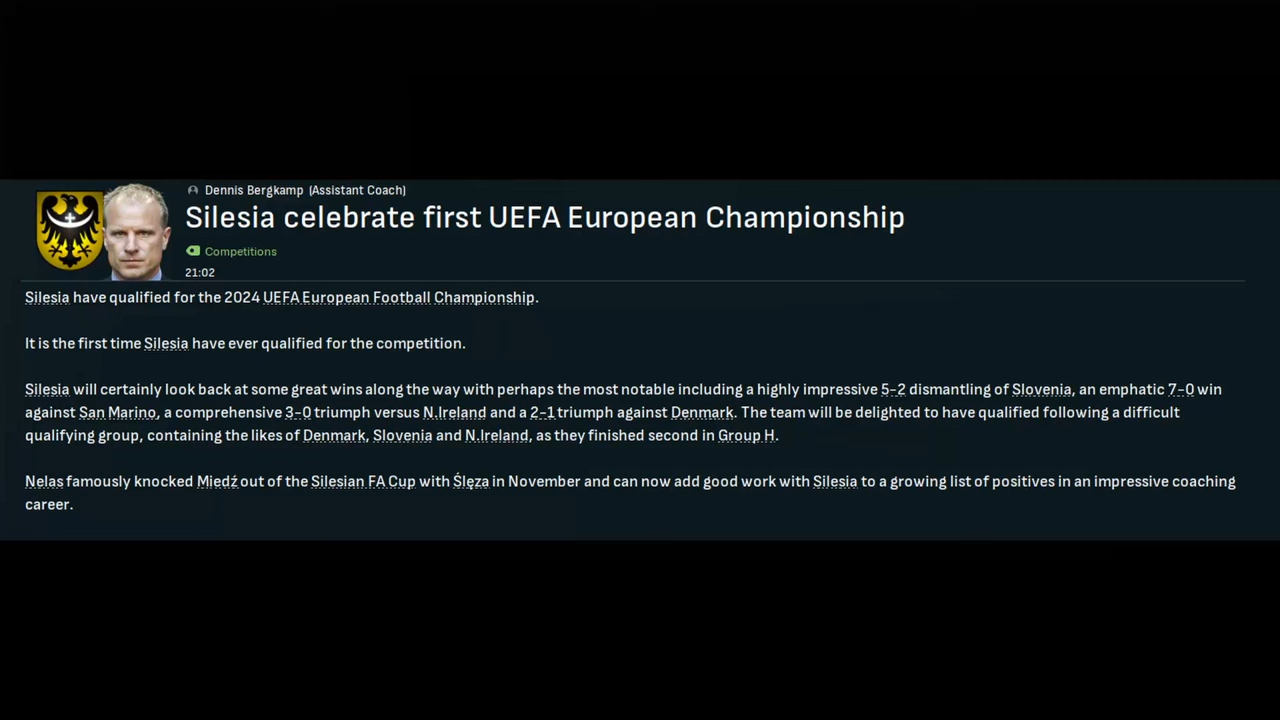 Dennis Bergkamp (Assistant Coach)
Silesia celebrate first UEFA European Championship
Competitions
21:02
Silesia have qualified for the 2024 UEFA European Football Championship.
It is the first time Silesia have ever qualified for the competition.
Silesia will certainly look back at some great wins along the way with perhaps the most notable including a highly impressive 5-2 dismantling of Slovenia, an emphatic 7-0 win
against San Marino, a comprehensive 3-0 triumph versus N.Ireland and a 2-1 triumph against Denmark. The team will be delighted to have qualified following a difficult
qualifying group, containing the likes of Denmark, Slovenia and N.Ireland, as they finished second in Group H.
Nelas famously knocked Miedź out of the Silesian FA Cup with Ślęza in November and can now add good work with Silesia to a growing list of positives in an impressive coaching
career.